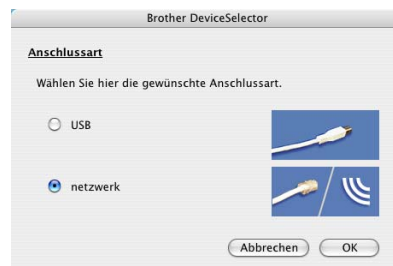 Brother DeviceSelector
Anschlussart
Wählen Sie hier die gewünschte Anschlussart.
USB
netzwerk
Abbrechen OK